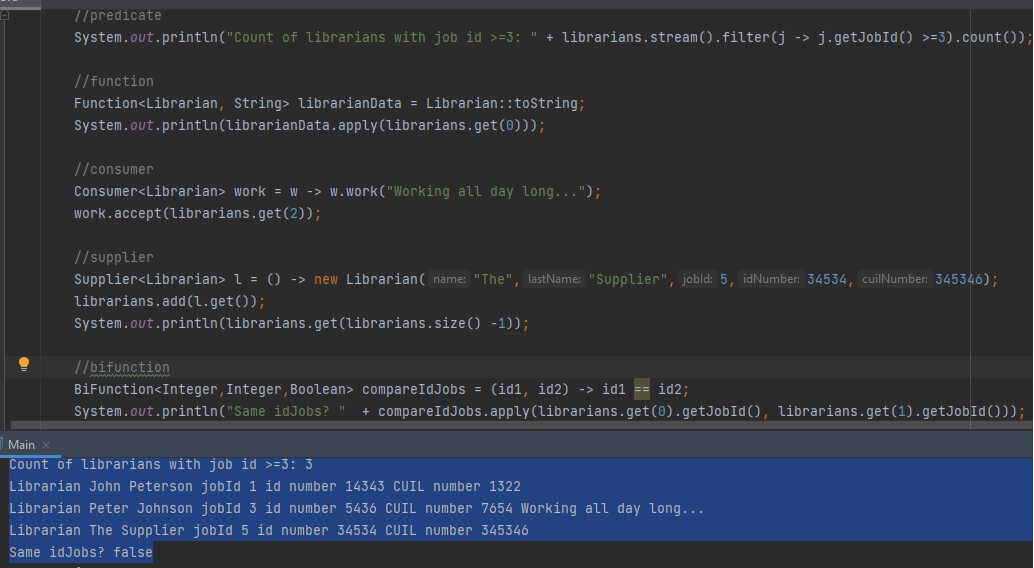 //predicate
System.out.println("Count of librarians with job id >=3: " + librarians.stream().filter(j -> j.getJobId() >=3).count());
//function
Function<Librarian, String> librarianData = Librarian::toString;
System.out.println(librarianData.apply(librarians.get(0)));
//consumer
Consumer<Librarian> work = w -> w.work("Working all day long...");
work.accept(librarians.get(2));
//supplier
Supplier<Librarian> l = () -> new Librarian( name: "The", lastName: "Supplier", jobId: 5, idNumber: 34534, cuilNumber: 345346);
librarians.add(l.get());
System.out.println(librarians.get(librarians.size() -1));
//bifunction
BiFunction<Integer,Integer,Boolean> compareIdJobs = (id1, id2) -> id1 == id2;
System.out.println("Same idJobs? "  + compareIdJobs.apply(librarians.get(0).getJobId(), librarians.get(1).getJobId()));
Main ×
Count of librarians with job id >=3: 3
Librarian John Peterson jobId 1 id number 14343 CUIL number 1322
Librarian Peter Johnson jobId 3 id number 5436 CUIL number 7654 Working all day long...
Librarian The Supplier jobId 5 id number 34534 CUIL number 345346
Same idJobs? false